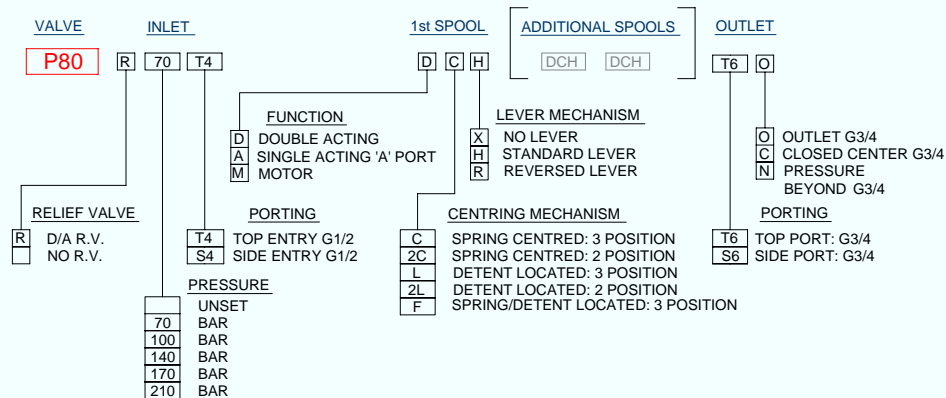 VALVE INLET 1st SPOOL ADDITIONAL SPOOLS OUTLET
P80 R 70 T4 D C H DCH DCH T6 O
FUNCTION
D DOUBLE ACTING
A SINGLE ACTING 'A' PORT
M MOTOR
LEVER MECHANISM
X NO LEVER
H STANDARD LEVER
R REVERSED LEVER
O OUTLET G3/4
C CLOSED CENTER G3/4
N PRESSURE
BEYOND G3/4
RELIEF VALVE
R D/A R.V.
NO R.V.
PORTING
T4 TOP ENTRY G1/2
S4 SIDE ENTRY G1/2
CENTRING MECHANISM
C SPRING CENTRED: 3 POSITION
2C SPRING CENTRED: 2 POSITION
L DETENT LOCATED: 3 POSITION
2L DETENT LOCATED: 2 POSITION
F SPRING/DETENT LOCATED: 3 POSITION
PORTING
T6 TOP PORT: G3/4
S6 SIDE PORT: G3/4
PRESSURE
UNSET
70 BAR
100 BAR
140 BAR
170 BAR
210 BAR